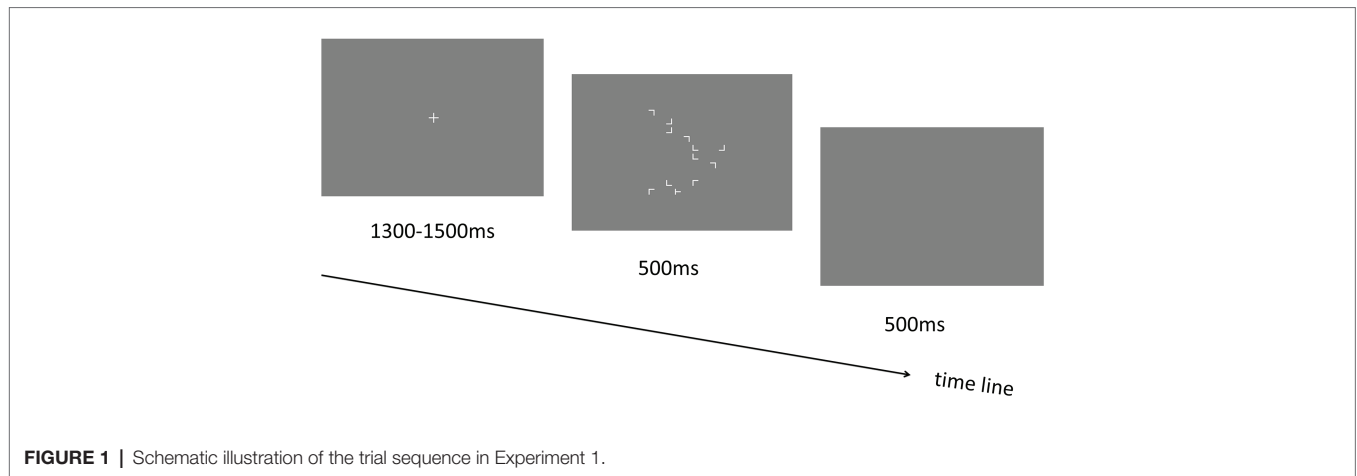 1300-1500ms
500ms
500ms
time line
FIGURE 1 | Schematic illustration of the trial sequence in Experiment 1.